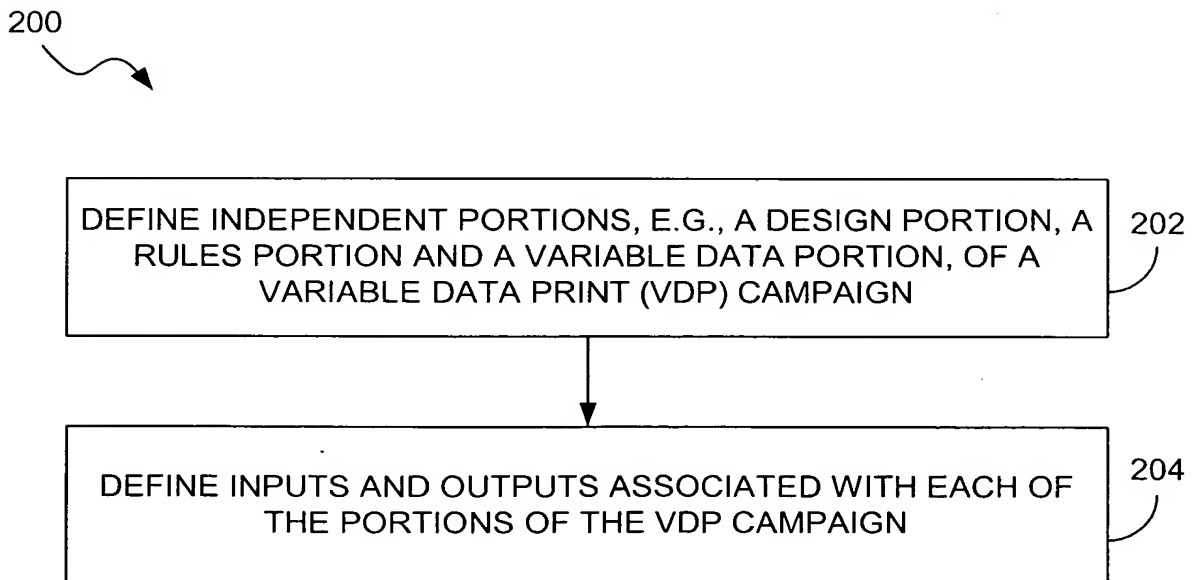 200
DEFINE INDEPENDENT PORTIONS, E.G., A DESIGN PORTION, A
RULES PORTION AND A VARIABLE DATA PORTION, OF A
VARIABLE DATA PRINT (VDP) CAMPAIGN
202
DEFINE INPUTS AND OUTPUTS ASSOCIATED WITH EACH OF
THE PORTIONS OF THE VDP CAMPAIGN
204